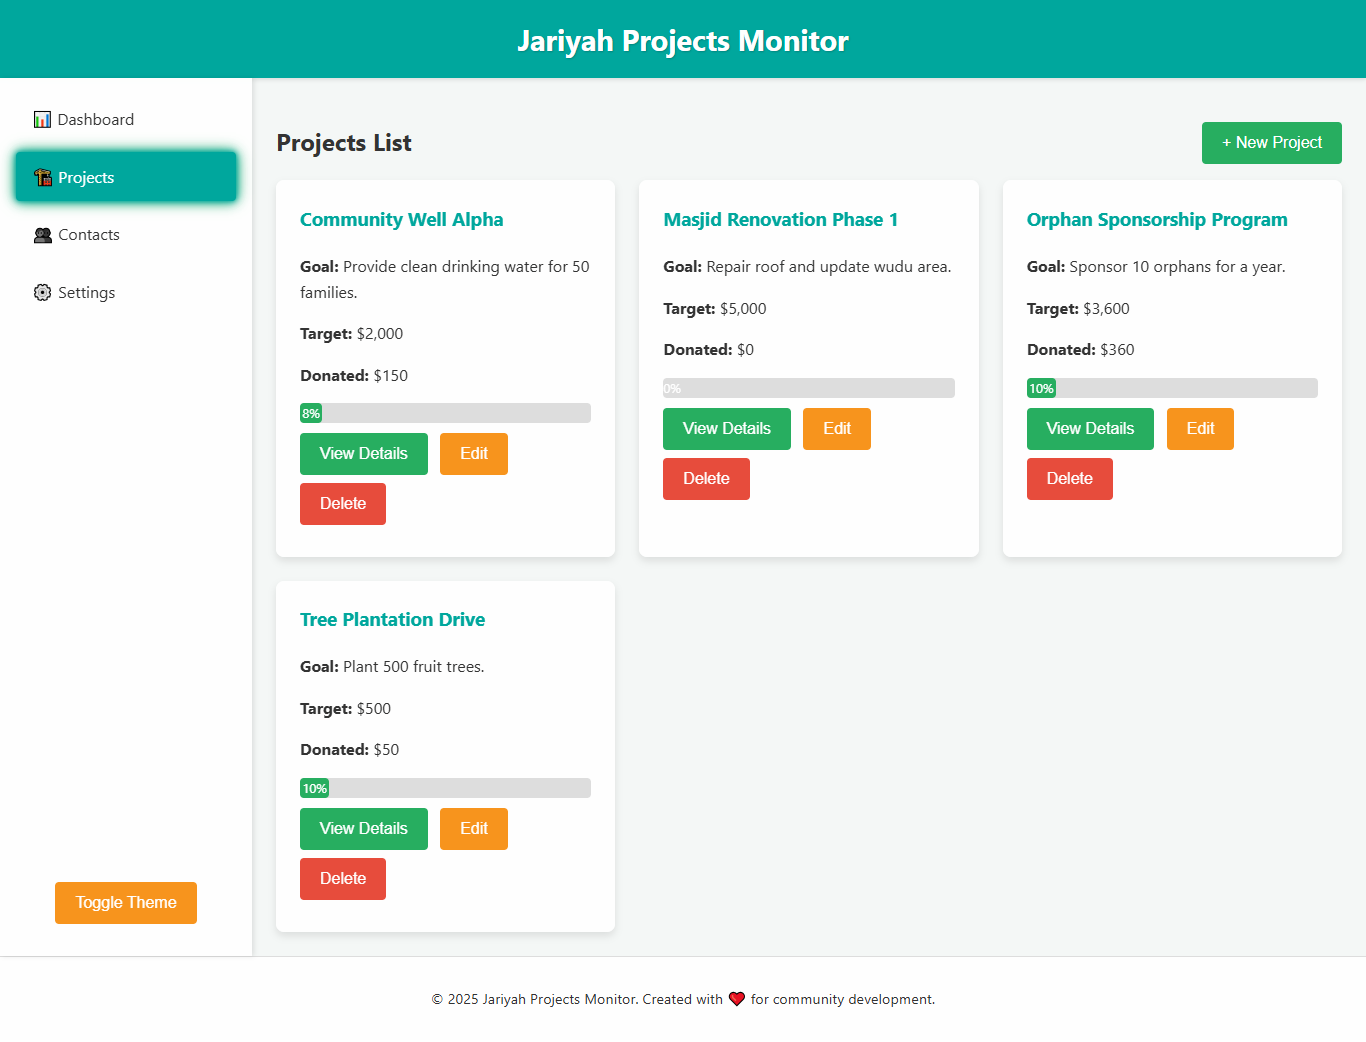 Jariyah Projects Monitor
Dashboard
Projects
Contacts
Settings
Toggle Theme
Projects List
+ New Project
Community Well Alpha
Goal: Provide clean drinking water for 50
families.
Target: $2,000
Donated: $150
8%
View Details
Edit
Delete
Masjid Renovation Phase 1
Goal: Repair roof and update wudu area.
Target: $5,000
Donated: $0
0%
View Details
Edit
Delete
Orphan Sponsorship Program
Goal: Sponsor 10 orphans for a year.
Target: $3,600
Donated: $360
10%
View Details
Edit
Delete
Tree Plantation Drive
Goal: Plant 500 fruit trees.
Target: $500
Donated: $50
10%
View Details
Edit
Delete
© 2025 Jariyah Projects Monitor. Created with ❤️ for community development.